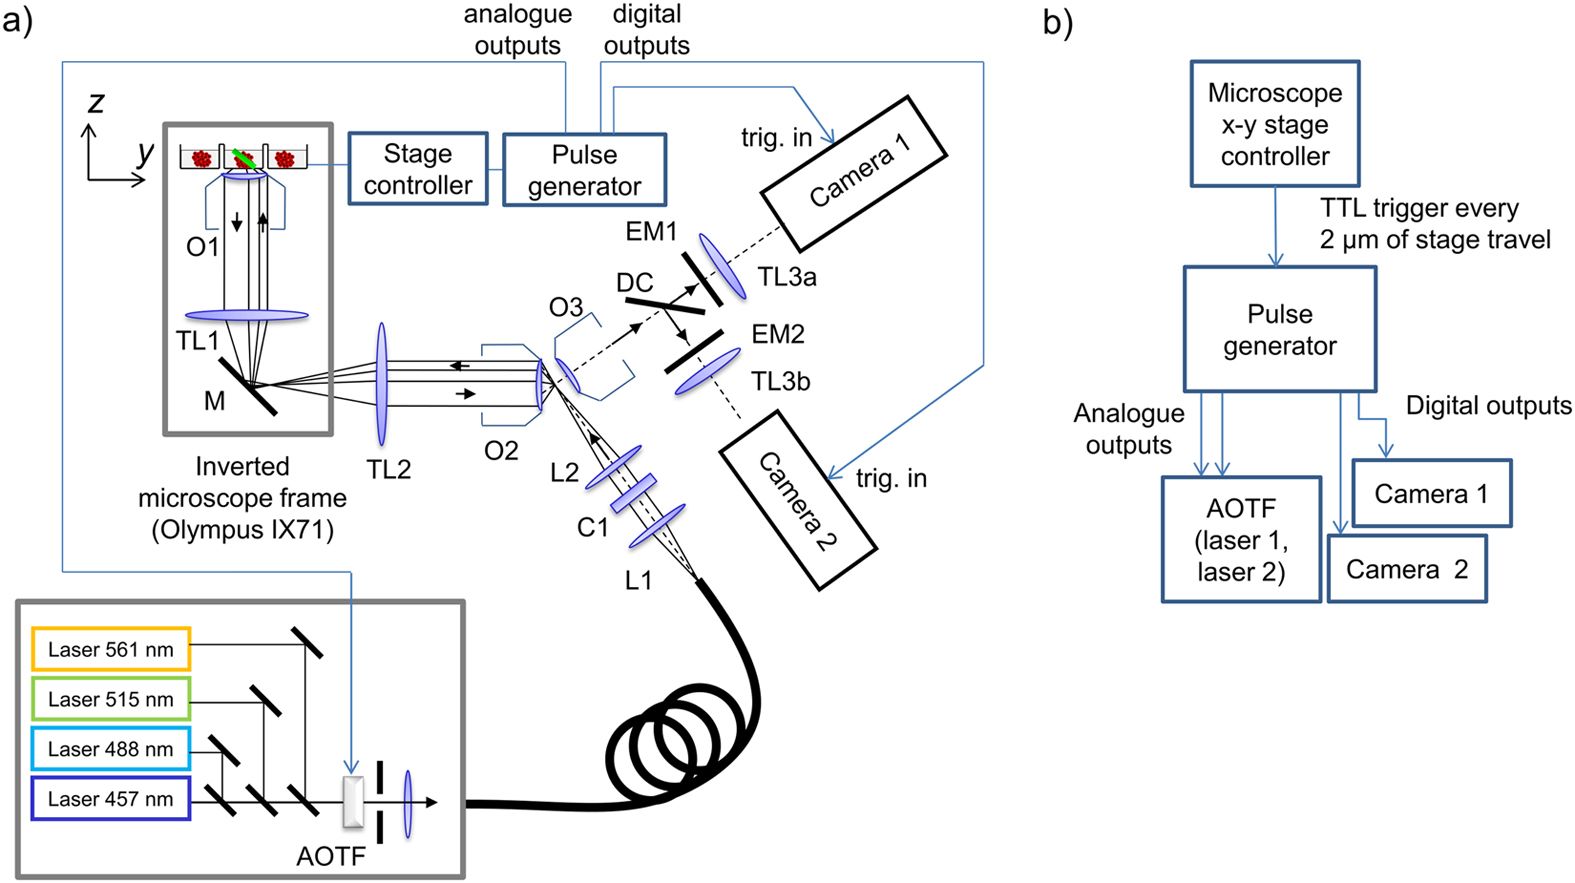 a)
analogue
outputs
digital
outputs
z
y
O1
TL1
M
Inverted
microscope frame
(Olympus IX71)
Stage
controller
Pulse
generator
trig. in
Camera 1
EM1
TL3a
DC
O3
EM2
TL3b
O2
TL2
L2
C1
L1
Camera 2
trig. in
Laser 561 nm
Laser 515 nm
Laser 488 nm
Laser 457 nm
AOTF
b)
Microscope
x-y stage
controller
TTL trigger every
2 µm of stage travel
Pulse
generator
Analogue
outputs
Digital outputs
AOTF
(laser 1,
laser 2)
Camera 1
Camera 2